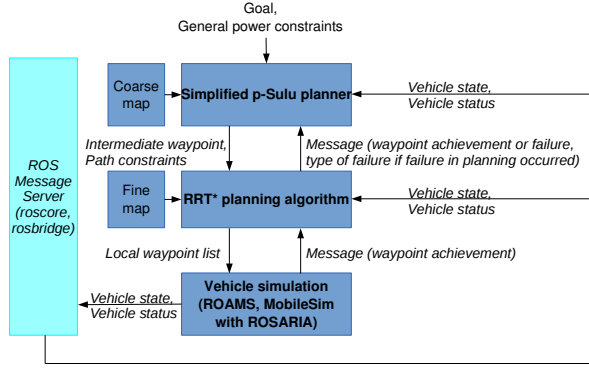 Goal,
General power constraints
Coarse
map
Simplified p-Sulu planner
Vehicle state,
Vehicle status
Intermediate waypoint,
Path constraints
Message (waypoint achievement or failure,
type of failure if failure in planning occurred)
ROS
Message
Server
(roscore,
rosbridge)
Fine
map
RRT* planning algorithm
Vehicle state,
Vehicle status
Local waypoint list
Message (waypoint achievement)
Vehicle state,
Vehicle status
Vehicle simulation
(ROAMS, MobileSim
with ROSARIA)